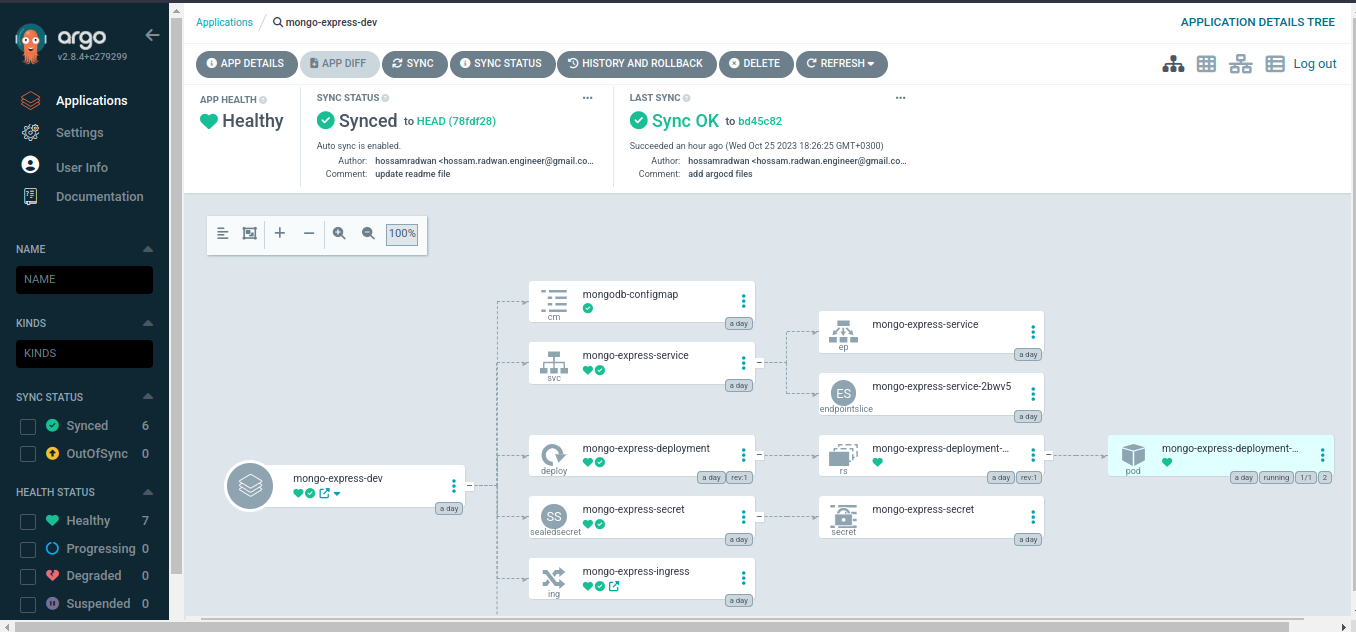 argo
v2.8.4+c279299
Applications
Settings
User Info
Documentation
NAME
NAME
KINDS
KINDS
SYNC STATUS
Synced 6
OutOfSync 0
HEALTH STATUS
Healthy 7
Progressing 0
Degraded 0
Suspended 0
Applications / mongo-express-dev
APPLICATION DETAILS TREE
APP DETAILS APP DIFF SYNC SYNC STATUS HISTORY AND ROLLBACK DELETE REFRESH
Log out
APP HEALTH
Healthy
SYNC STATUS
Synced to HEAD (78fdf28)
Auto sync is enabled.
Author: hossamradwan <hossam.radwan.engineer@gmail.co...
Comment: update readme file
LAST SYNC
Sync OK to bd45c82
Succeeded an hour ago (Wed Oct 25 2023 18:26:25 GMT+0300)
Author: hossamradwan <hossam.radwan.engineer@gmail.co...
Comment: add argocd files
100%
mongo-express-dev
a day
mongodb-configmap
cm
a day
mongo-express-service
svc
a day
mongo-express-service
ep
a day
ES
mongo-express-service-2bwv5
endpointslice
a day
mongo-express-deployment
deploy
a day rev:1
mongo-express-deployment-...
rs
a day rev:1
mongo-express-deployment-...
pod
a day running 1/1 2
SS
mongo-express-secret
sealedsecret
a day
mongo-express-secret
secret
a day
mongo-express-ingress
ing
a day